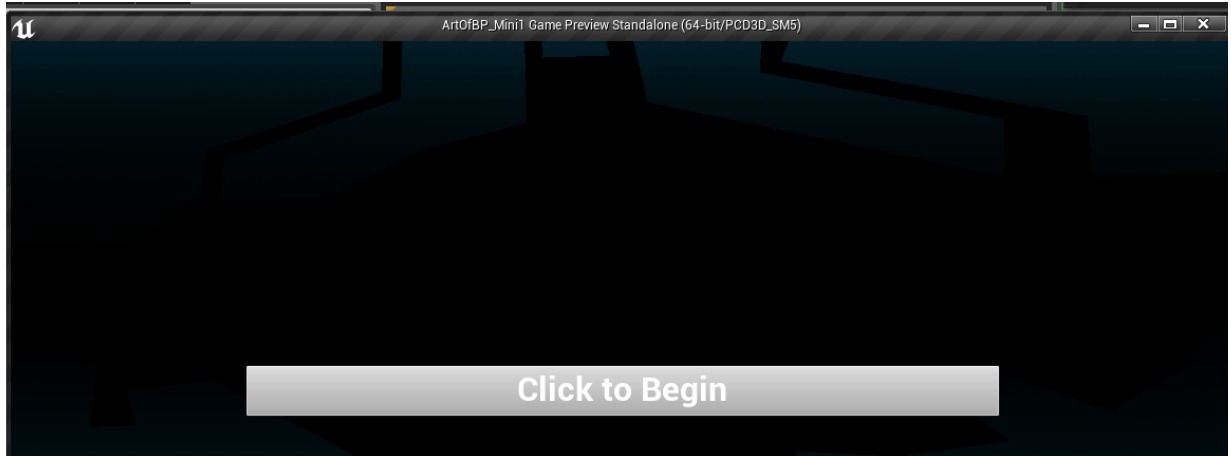 ArtOfBP_Mini1 Game Preview Standalone (64-bit/PCD3D_SM5)
Click to Begin